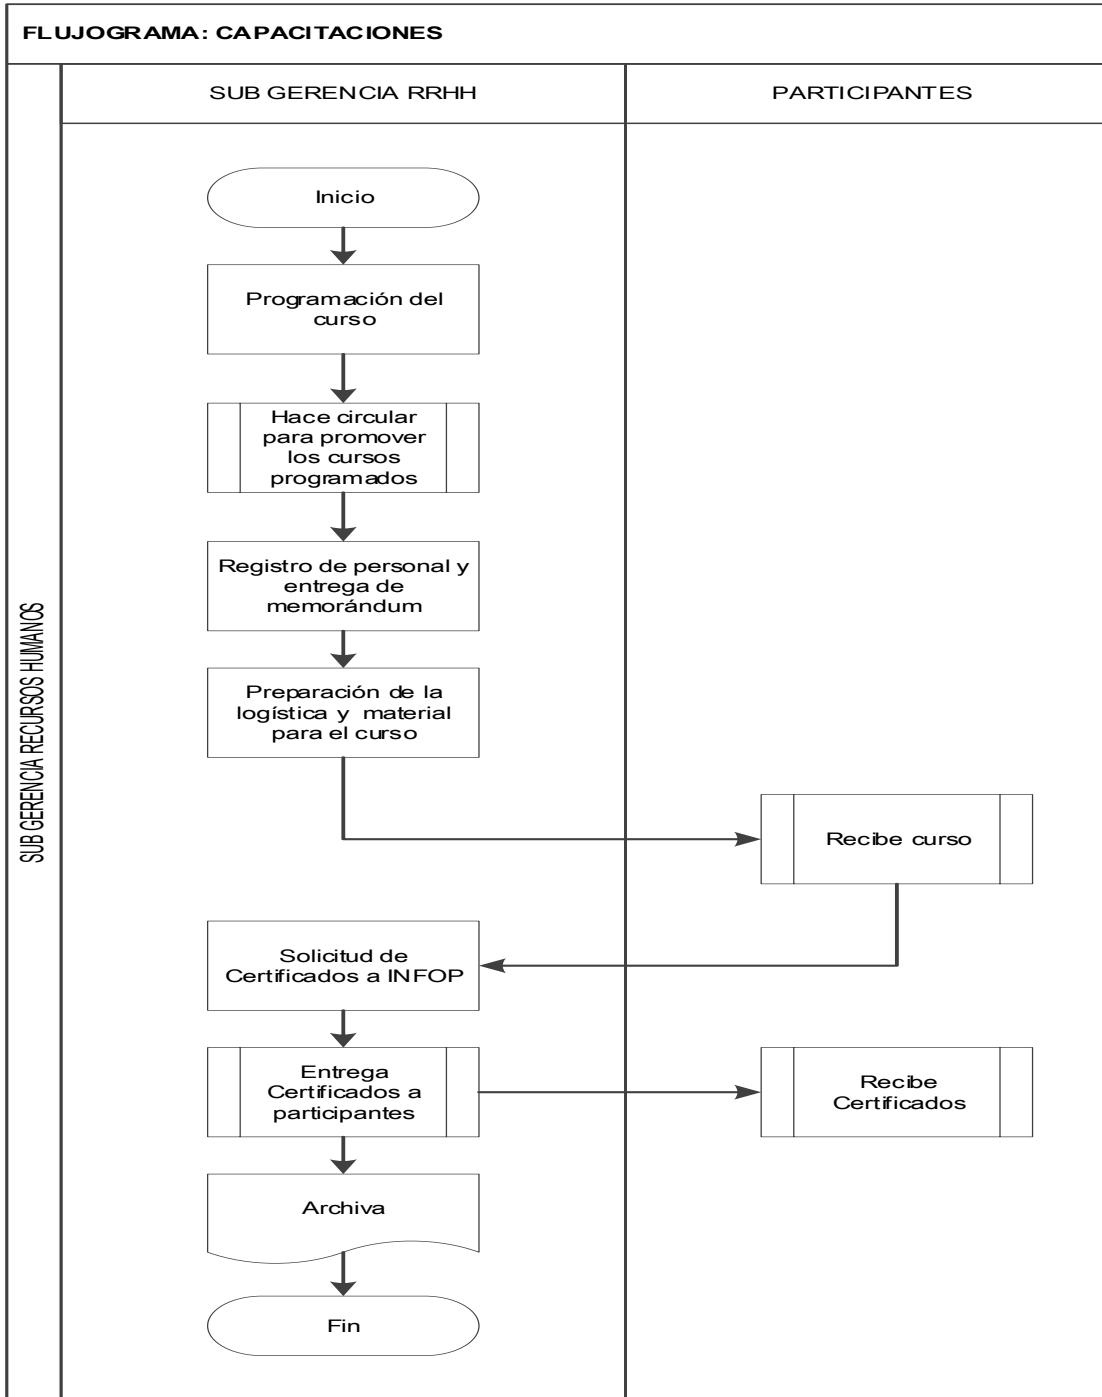 FLUJOGRAMA: CAPACITACIONES
SUB GERENCIA RRHH
PARTICIPANTES
SUB GERENCIA RECURSOS HUMANOS
Inicio
Programación del
curso
Hace circular
para promover
los cursos
programados
Registro de personal y
entrega de
memorándum
Preparación de la
logística y material
para el curso
Recibe curso
Solicitud de
Certificados a INFOP
Entrega
Certificados a
participantes
Recibe
Certificados
Archiva
Fin